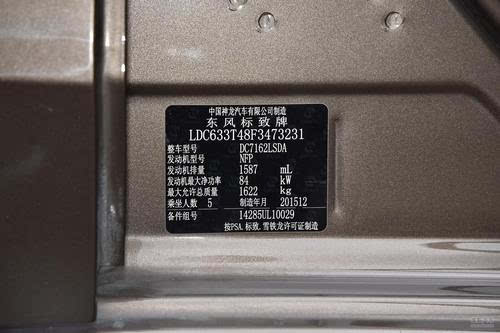 中国神龙汽车有限公司制造
东风标致牌
LDC633T48F3473231
整车型号 DC7162LSDA
发动机型号 NFP
发动机排量 1587 mL
发动机最大净功率 84 kW
最大允许总质量 1622 kg
乘坐人数 5 制造年月 201512
备件组号 14285UL10029
按PSA.标致.雪铁龙许可证制造